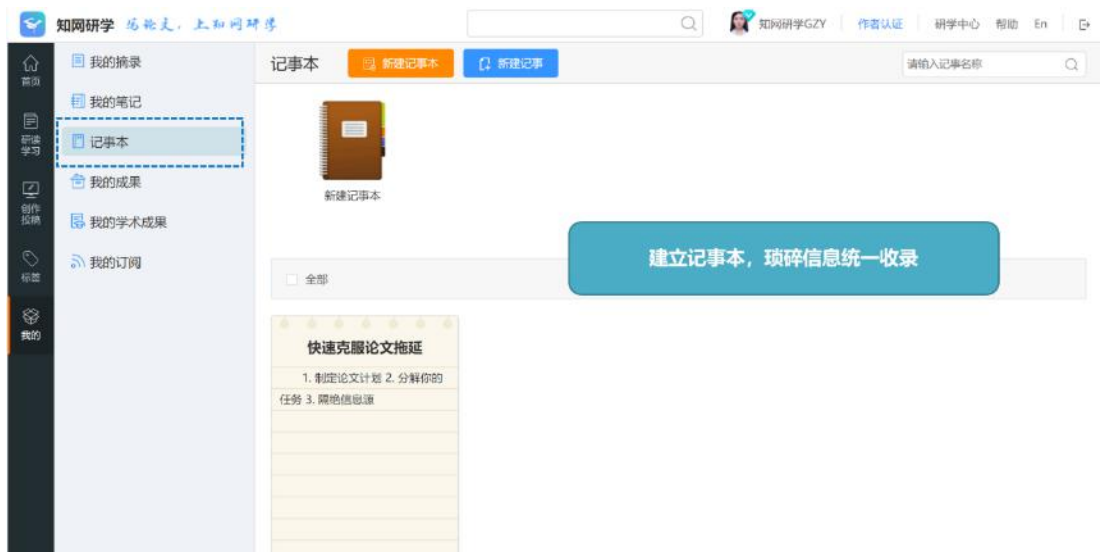 知网研学 写论文，上知网研学
知网研学GZY 作者认证 研学中心 帮助 En
首页
研读
学习
创作
投稿
标签
我的
我的摘录
我的笔记
记事本
我的成果
我的学术成果
我的订阅
记事本 新建记事本 新建记事 请输入记事名称
新建记事本
建立记事本，琐碎信息统一收录
全部
快速克服论文拖延
1. 制定论文计划 2. 分解你的
任务 3. 隔绝信息源